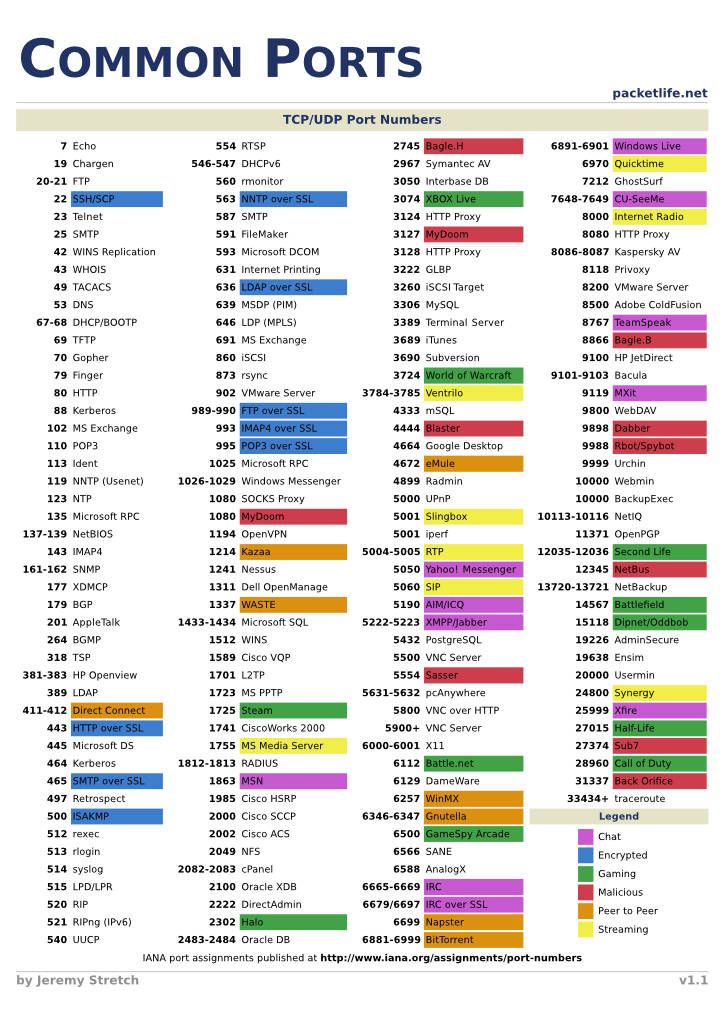 COMMON PORTS
packetlife.net
TCP/UDP Port Numbers
7 Echo
19 Chargen
20-21 FTP
22 SSH/SCP
23 Telnet
25 SMTP
42 WINS Replication
43 WHOIS
49 TACACS
53 DNS
67-68 DHCP/BOOTP
69 TFTP
70 Gopher
79 Finger
80 HTTP
88 Kerberos
102 MS Exchange
110 POP3
113 Ident
119 NNTP (Usenet)
123 NTP
135 Microsoft RPC
137-139 NetBIOS
143 IMAP4
161-162 SNMP
177 XDMCP
179 BGP
201 AppleTalk
264 BGMP
318 TSP
381-383 HP Openview
389 LDAP
411-412 Direct Connect
443 HTTP over SSL
445 Microsoft DS
464 Kerberos
465 SMTP over SSL
497 Retrospect
500 ISAKMP
512 rexec
513 rlogin
514 syslog
515 LPD/LPR
520 RIP
521 RIPng (IPv6)
540 UUCP
554 RTSP
546-547 DHCPv6
560 rmonitor
563 NNTP over SSL
587 SMTP
591 FileMaker
593 Microsoft DCOM
631 Internet Printing
636 LDAP over SSL
639 MSDP (PIM)
646 LDP (MPLS)
691 MS Exchange
860 iSCSI
873 rsync
902 VMware Server
989-990 FTP over SSL
993 IMAP4 over SSL
995 POP3 over SSL
1025 Microsoft RPC
1026-1029 Windows Messenger
1080 SOCKS Proxy
1080 MyDoom
1194 OpenVPN
1214 Kazaa
1241 Nessus
1311 Dell OpenManage
1337 WASTE
1433-1434 Microsoft SQL
1512 WINS
1589 Cisco VQP
1701 L2TP
1723 MS PPTP
1725 Steam
1741 CiscoWorks 2000
1755 MS Media Server
1812-1813 RADIUS
1863 MSN
1985 Cisco HSRP
2000 Cisco SCCP
2002 Cisco ACS
2049 NFS
2082-2083 cPanel
2100 Oracle XDB
2222 DirectAdmin
2302 Halo
2483-2484 Oracle DB
2745 Bagle.H
2967 Symantec AV
3050 Interbase DB
3074 XBOX Live
3124 HTTP Proxy
3127 MyDoom
3128 HTTP Proxy
3222 GLBP
3260 iSCSI Target
3306 MySQL
3389 Terminal Server
3689 iTunes
3690 Subversion
3724 World of Warcraft
3784-3785 Ventrilo
4333 mSQL
4444 Blaster
4664 Google Desktop
4672 eMule
4899 Radmin
5000 UPnP
5001 Slingbox
5001 iperf
5004-5005 RTP
5050 Yahoo! Messenger
5060 SIP
5190 AIM/ICQ
5222-5223 XMPP/Jabber
5432 PostgreSQL
5500 VNC Server
5554 Sasser
5631-5632 pcAnywhere
5800 VNC over HTTP
5900+ VNC Server
6000-6001 X11
6112 Battle.net
6129 DameWare
6257 WinMX
6346-6347 Gnutella
6500 GameSpy Arcade
6566 SANE
6588 AnalogX
6665-6669 IRC
6679/6697 IRC over SSL
6699 Napster
6881-6999 BitTorrent
6891-6901 Windows Live
6970 Quicktime
7212 GhostSurf
7648-7649 CU-SeeMe
8000 Internet Radio
8080 HTTP Proxy
8086-8087 Kaspersky AV
8118 Privoxy
8200 VMware Server
8500 Adobe ColdFusion
8767 TeamSpeak
8866 Bagle.B
9100 HP JetDirect
9101-9103 Bacula
9119 MXit
9800 WebDAV
9898 Dabber
9988 Rbot/Spybot
9999 Urchin
10000 Webmin
10000 BackupExec
10113-10116 NetIQ
11371 OpenPGP
12035-12036 Second Life
12345 NetBus
13720-13721 NetBackup
14567 Battlefield
15118 Dipnet/Oddbob
19226 AdminSecure
19638 Ensim
20000 Usermin
24800 Synergy
25999 Xfire
27015 Half-Life
27374 Sub7
28960 Call of Duty
31337 Back Orifice
33434+ traceroute
Legend
Chat
Encrypted
Gaming
Malicious
Peer to Peer
Streaming
IANA port assignments published at http://www.iana.org/assignments/port-numbers
by Jeremy Stretch
v1.1